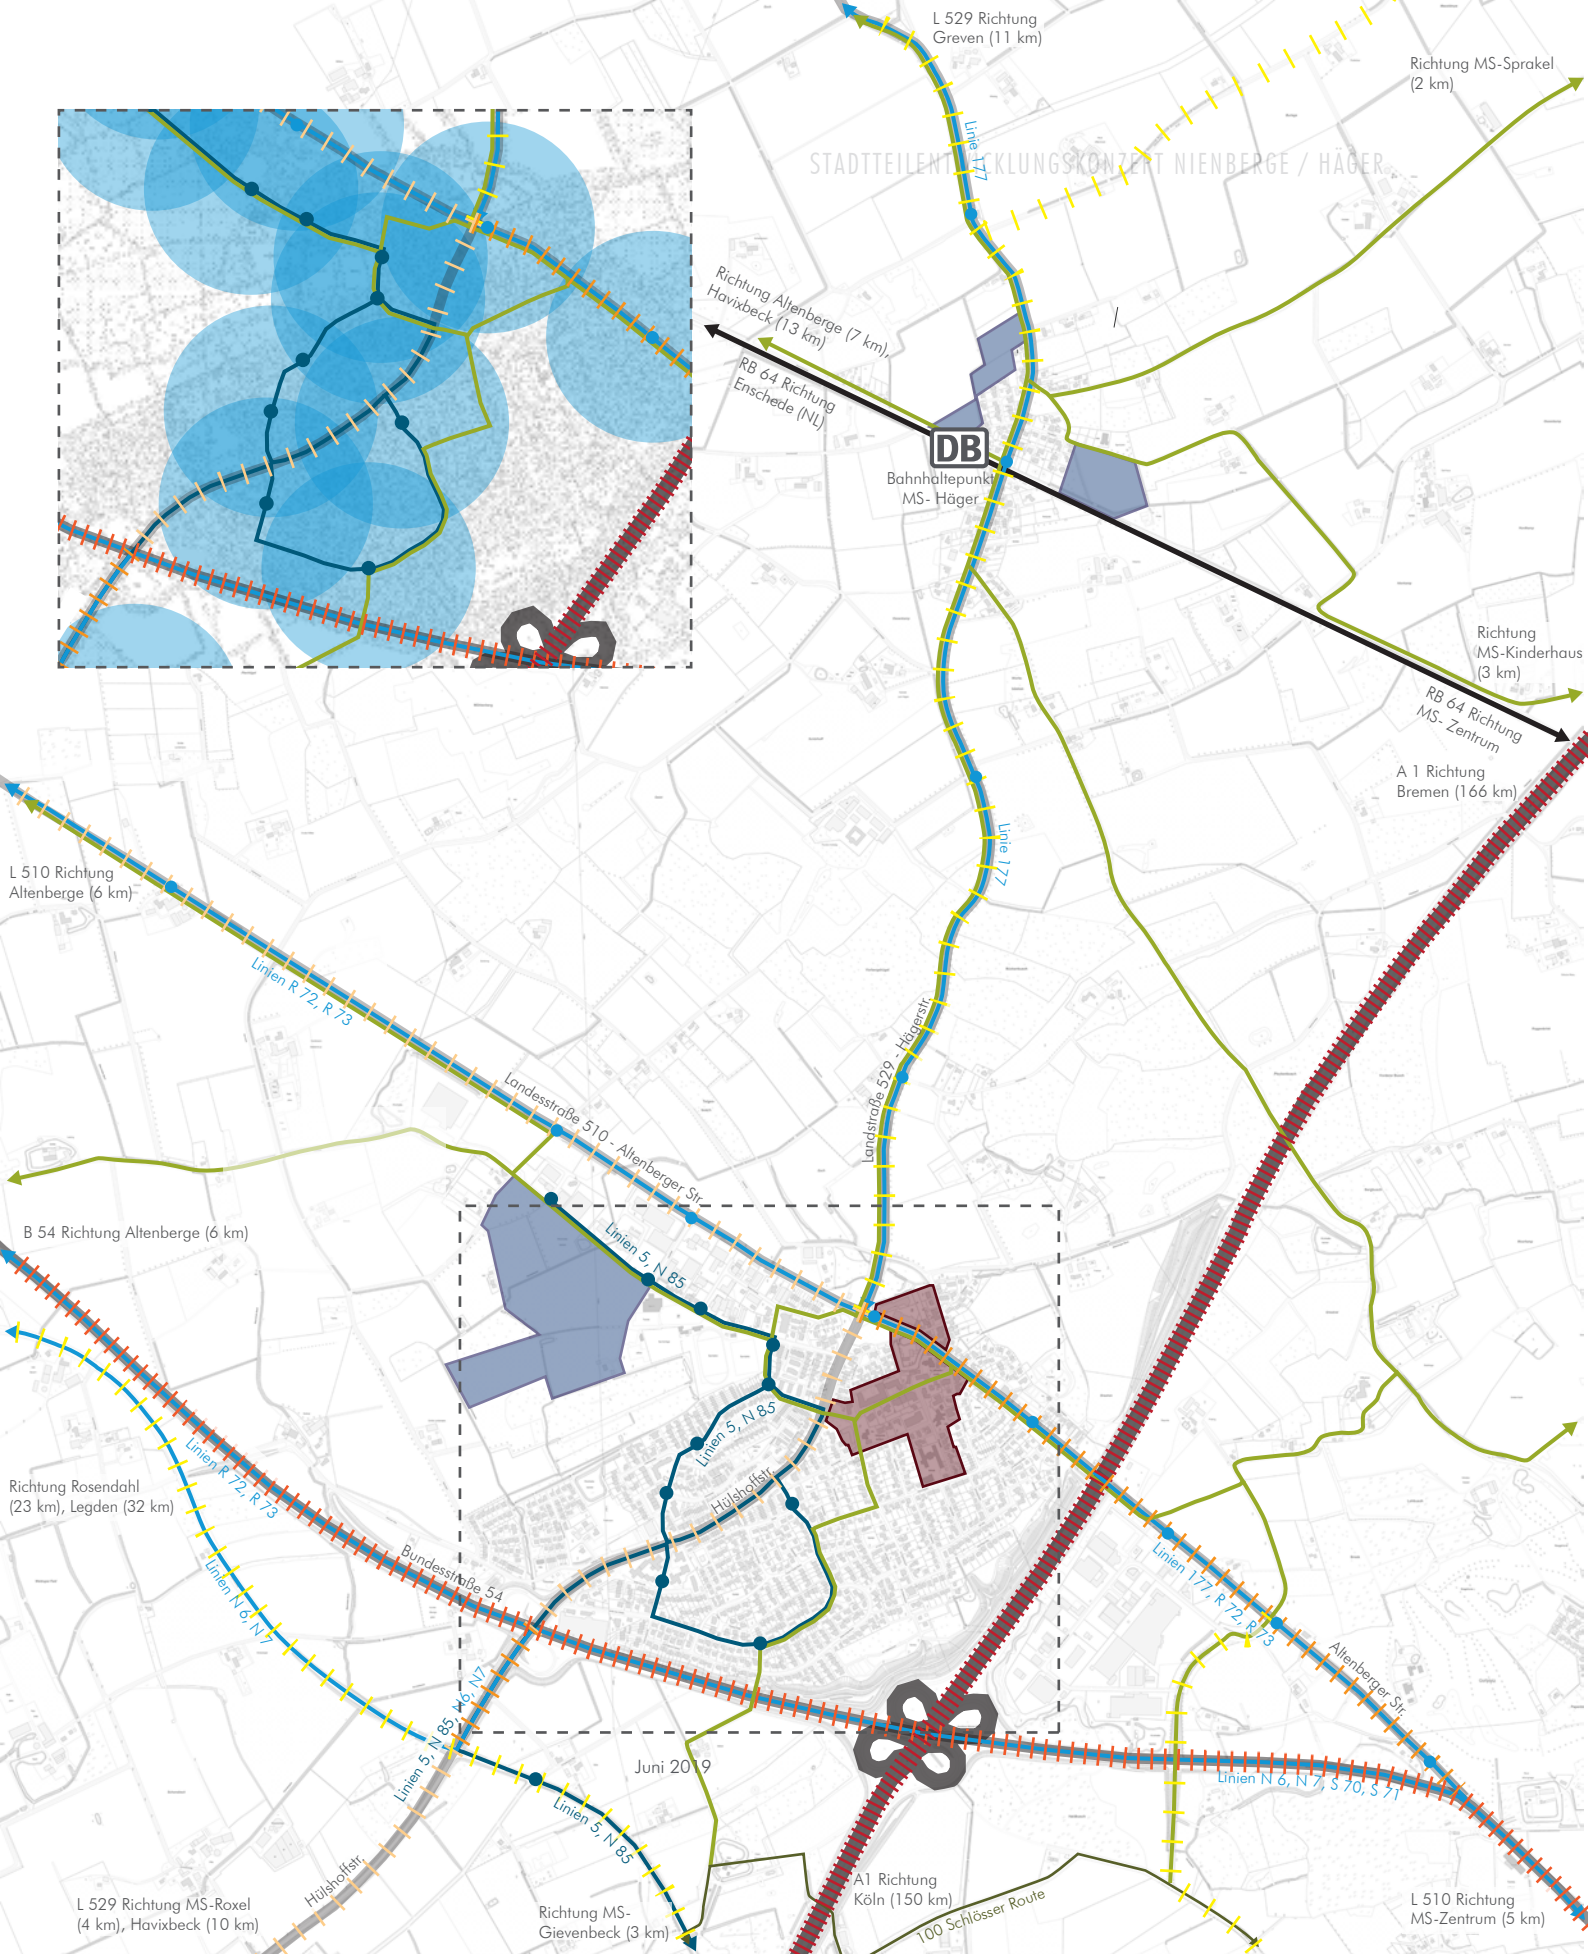 L 529 Richtung
Greven (11 km)
Richtung MS-Sprakel
(2 km)
Linie 177
STADTTEILENTWICKLUNGSKONZEPT NIENBERGE / HÄGER
Richtung Altenberge (7 km),
Havixbeck (13 km)
RB 64 Richtung
Enschede (NL)
DB
Bahnhaltepunkt
MS- Häger
Richtung
MS-Kinderhaus
(3 km)
RB 64 Richtung
MS- Zentrum
A 1 Richtung
Bremen (166 km)
Linie 177
L 510 Richtung
Altenberge (6 km)
Linien R 72, R 73
Landstraße 529 - Hägerstr.
Landesstraße 510 - Altenberger Str.
B 54 Richtung Altenberge (6 km)
Linien 5, N 85
Linien 5, N 85
Linien R 72, R 73
Hülshoffstr.
Richtung Rosendahl
(23 km), Legden (32 km)
Bundesstraße 54
Linien N 6, N 7
Linien 177, R 72, R 73
Altenberger Str.
Linien 5, N 85, N6, N7
Juni 2019
Linien N 6, N 7, S 70, S 71
Linien 5, N 85
Hülshoffstr.
A1 Richtung
Köln (150 km)
100 Schlösser Route
L 529 Richtung MS-Roxel
(4 km), Havixbeck (10 km)
Richtung MS-
Gievenbeck (3 km)
L 510 Richtung
MS-Zentrum (5 km)